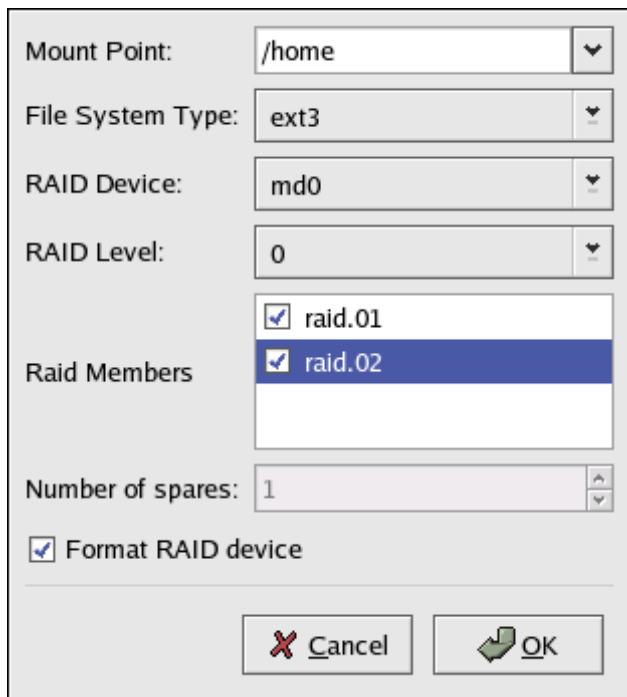 Mount Point: /home
File System Type: ext3
RAID Device: md0
RAID Level: 0
Raid Members
raid.01
raid.02
Number of spares: 1
Format RAID device
Cancel OK